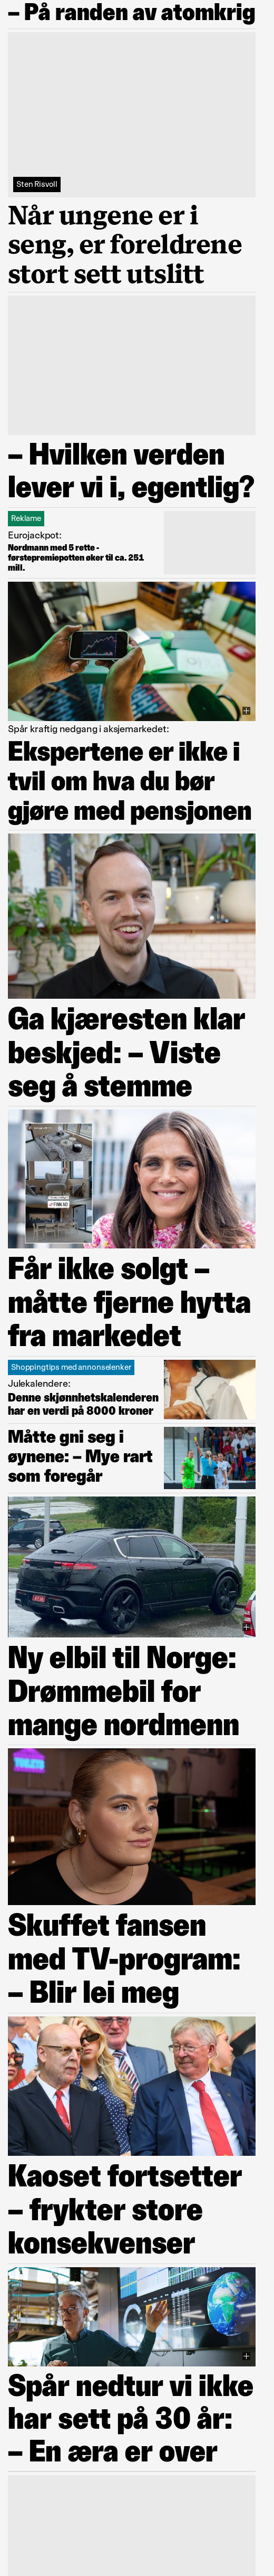 – På randen av atomkrig
Sten Risvoll
Når ungene er i
seng, er foreldrene
stort sett utslitt
– Hvilken verden
lever vi i, egentlig?
Reklame
Eurojackpot:
Nordmann med 5 rette -
førstepremiepotten øker til ca. 251
mill.
Spår kraftig nedgang i aksjemarkedet:
Ekspertene er ikke i
tvil om hva du bør
gjøre med pensjonen
Ga kjæresten klar
beskjed: – Viste
seg å stemme
FINN.NO
Får ikke solgt –
måtte fjerne hytta
fra markedet
Shoppingtips med annonselenker
Julekalendere:
Denne skjønnhetskalenderen
har en verdi på 8000 kroner
Måtte gni seg i
øynene: – Mye rart
som foregår
Ny elbil til Norge:
Drømmebil for
mange nordmenn
TOILETS
Skuffet fansen
med TV-program:
– Blir lei meg
Kaoset fortsetter
– frykter store
konsekvenser
Spår nedtur vi ikke
har sett på 30 år:
– En æra er over